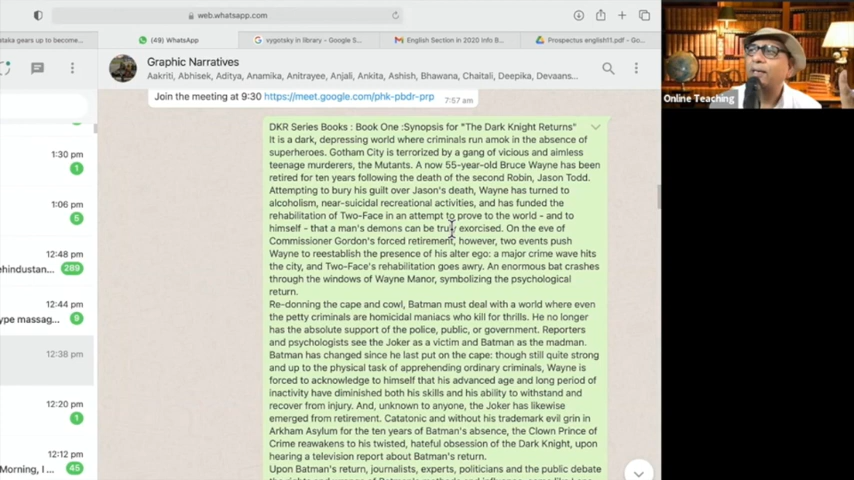 web.whatsapp.com
ataka gears up to become...
(49) WhatsApp
vygotsky in library - Google S...
English Section in 2020 Info B...
Prospectus english11.pdf - Go...
Graphic Narratives
Aakriti, Abhisek, Aditya, Anamika, Anitrayee, Anjali, Ankita, Ashish, Bhawana, Chaitali, Deepika, Devaans...
Join the meeting at 9:30 https://meet.google.com/phk-pbdr-prp
7:57 am
DKR Series Books : Book One :Synopsis for "The Dark Knight Returns"
It is a dark, depressing world where criminals run amok in the absence of
superheroes. Gotham City is terrorized by a gang of vicious and aimless
teenage murderers, the Mutants. A now 55-year-old Bruce Wayne has been
retired for ten years following the death of the second Robin, Jason Todd.
Attempting to bury his guilt over Jason's death, Wayne has turned to
alcoholism, near-suicidal recreational activities, and has funded the
rehabilitation of Two-Face in an attempt to prove to the world - and to
himself - that a man's demons can be truly exorcised. On the eve of
Commissioner Gordon's forced retirement, however, two events push
Wayne to reestablish the presence of his alter ego: a major crime wave hits
the city, and Two-Face's rehabilitation goes awry. An enormous bat crashes
through the windows of Wayne Manor, symbolizing the psychological
return.
Re-donning the cape and cowl, Batman must deal with a world where even
the petty criminals are homicidal maniacs who kill for thrills. He no longer
has the absolute support of the police, public, or government. Reporters
and psychologists see the Joker as a victim and Batman as the madman.
Batman has changed since he last put on the cape: though still quite strong
and up to the physical task of apprehending ordinary criminals, Wayne is
forced to acknowledge to himself that his advanced age and long period of
inactivity have diminished both his skills and his ability to withstand and
recover from injury. And, unknown to anyone, the Joker has likewise
emerged from retirement. Catatonic and without his trademark evil grin in
Arkham Asylum for the ten years of Batman's absence, the Clown Prince of
Crime reawakens to his twisted, hateful obsession of the Dark Knight, upon
hearing a television report about Batman's return.
Upon Batman's return, journalists, experts, politicians and the public debate
1:30 pm
1:06 pm
5
12:48 pm
ehindustan...
289
12:44 pm
ype massag...
12:38 pm
12:20 pm
1
12:12 pm
Morning, I ...
45
Online Teaching